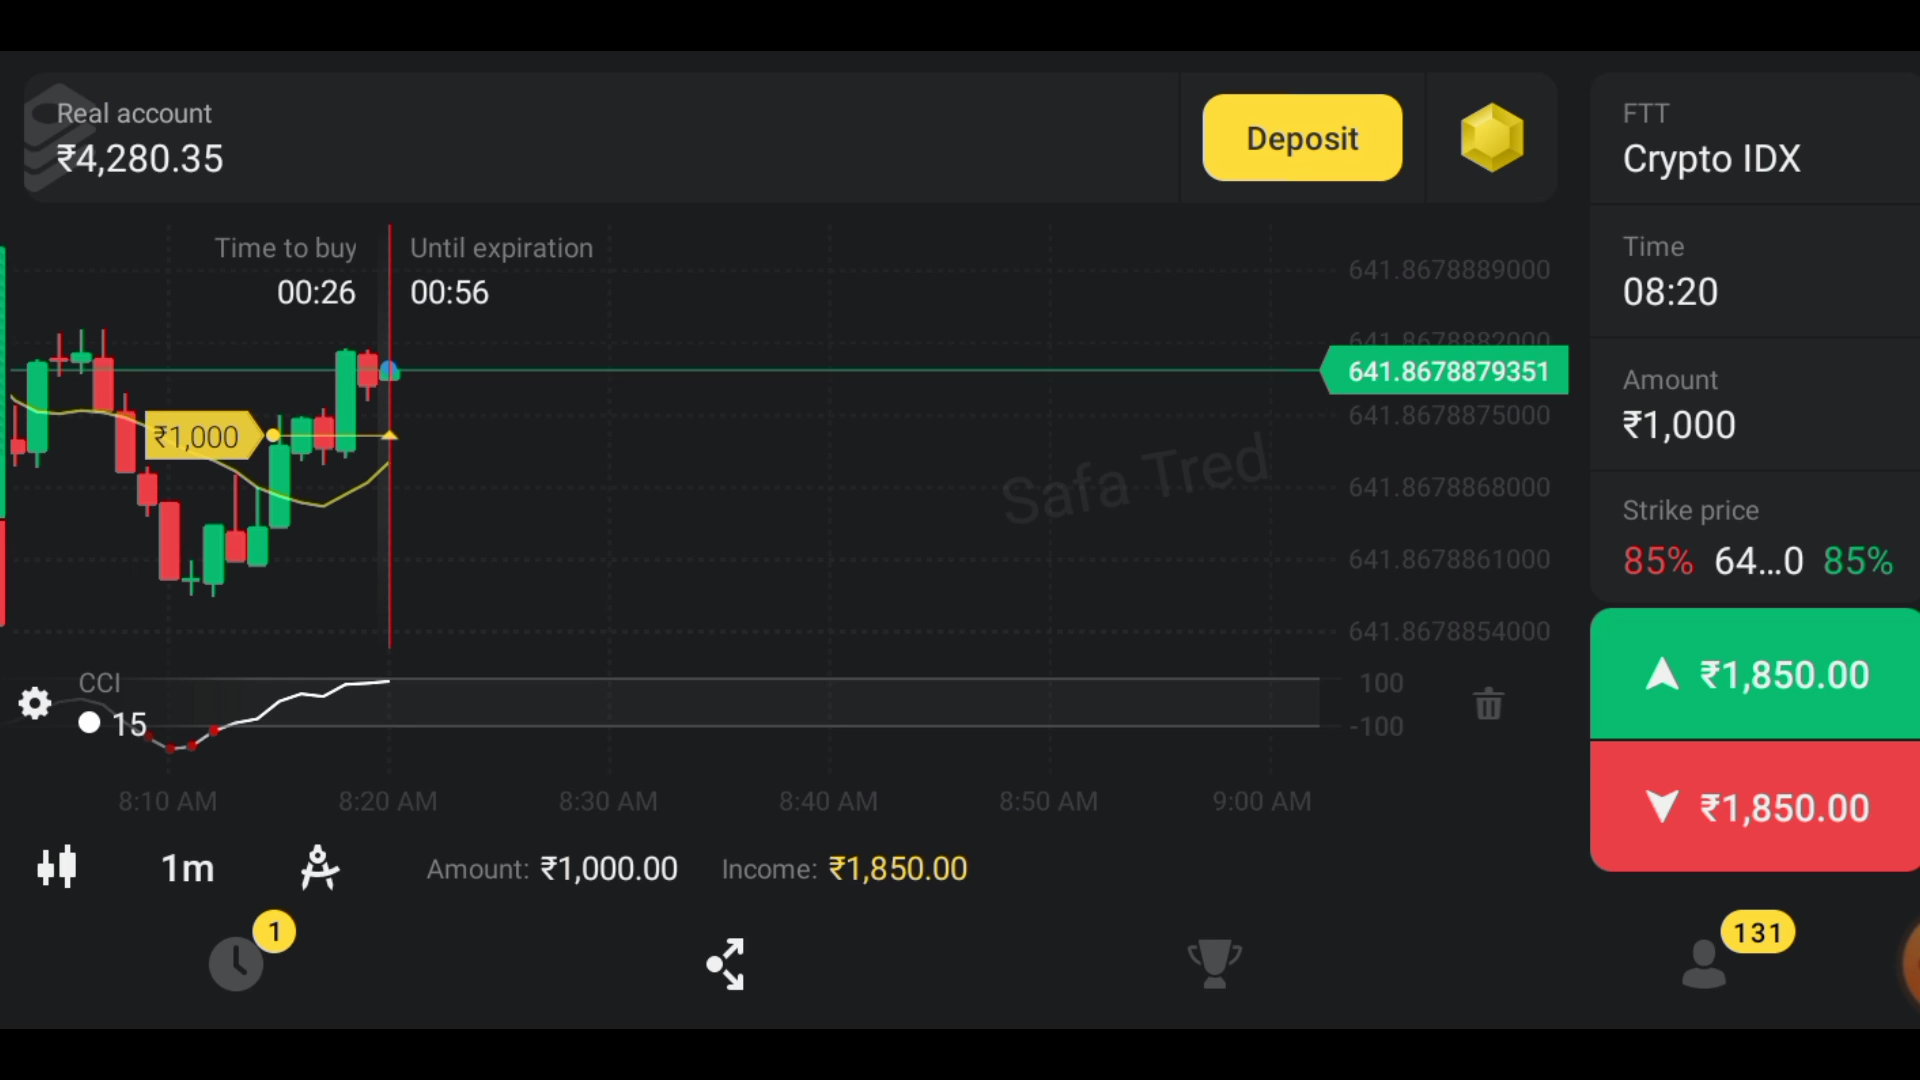 Real account
₹4,280.35
Deposit
FTT
Crypto IDX
Time to buy
00:26
Until expiration
00:56
Time
08:20
Amount
₹1,000
Strike price
85% 64...0 85%
₹1,850.00
₹1,850.00
641.8678889000
641.8678882000
641.8678879351
641.8678875000
641.8678868000
641.8678861000
641.8678854000
₹1,000
Safa Tred
CCI
15
100
-100
8:10 AM 8:20 AM 8:30 AM 8:40 AM 8:50 AM 9:00 AM
1m
Amount: ₹1,000.00 Income: ₹1,850.00
1
131